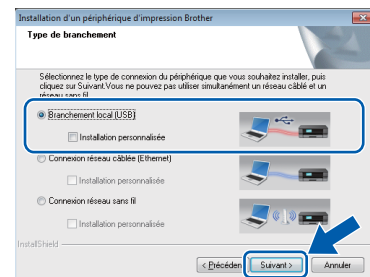 Installation d'un périphérique d'impression Brother
Type de branchement
Sélectionnez le type de connexion du périphérique que vous souhaitez installer, puis
cliquez sur Suivant.Vous ne pouvez pas utiliser simultanément un réseau câblé et un
réseau sans fil.
Branchement local (USB)
Installation personnalisée
Connexion réseau câblée (Ethernet)
Installation personnalisée
Connexion réseau sans fil
Installation personnalisée
InstallShield
< Précéden
Suivant >
Annuler